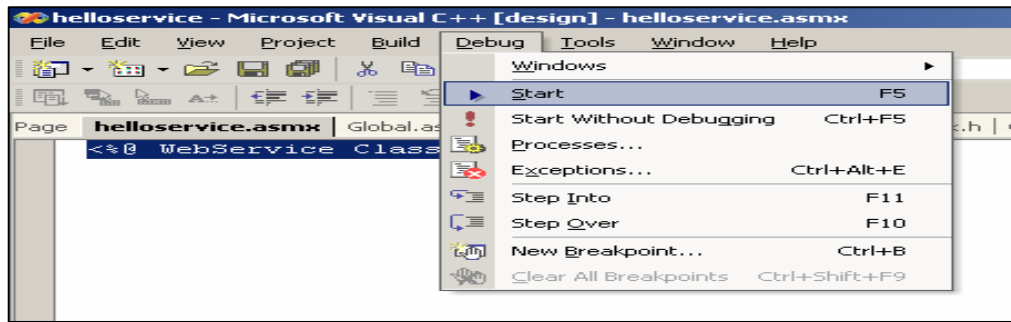 helloservice - Microsoft Visual C++ [design] - helloservice.asmx
File Edit View Project Build Debug Tools Window Help
Windows
Start F5
Page helloservice.asmx Global.as .h
Start Without Debugging Ctrl+F5
<%@ WebService Class
Processes...
Exceptions... Ctrl+Alt+E
Step Into F11
Step Over F10
New Breakpoint... Ctrl+B
Clear All Breakpoints Ctrl+Shift+F9